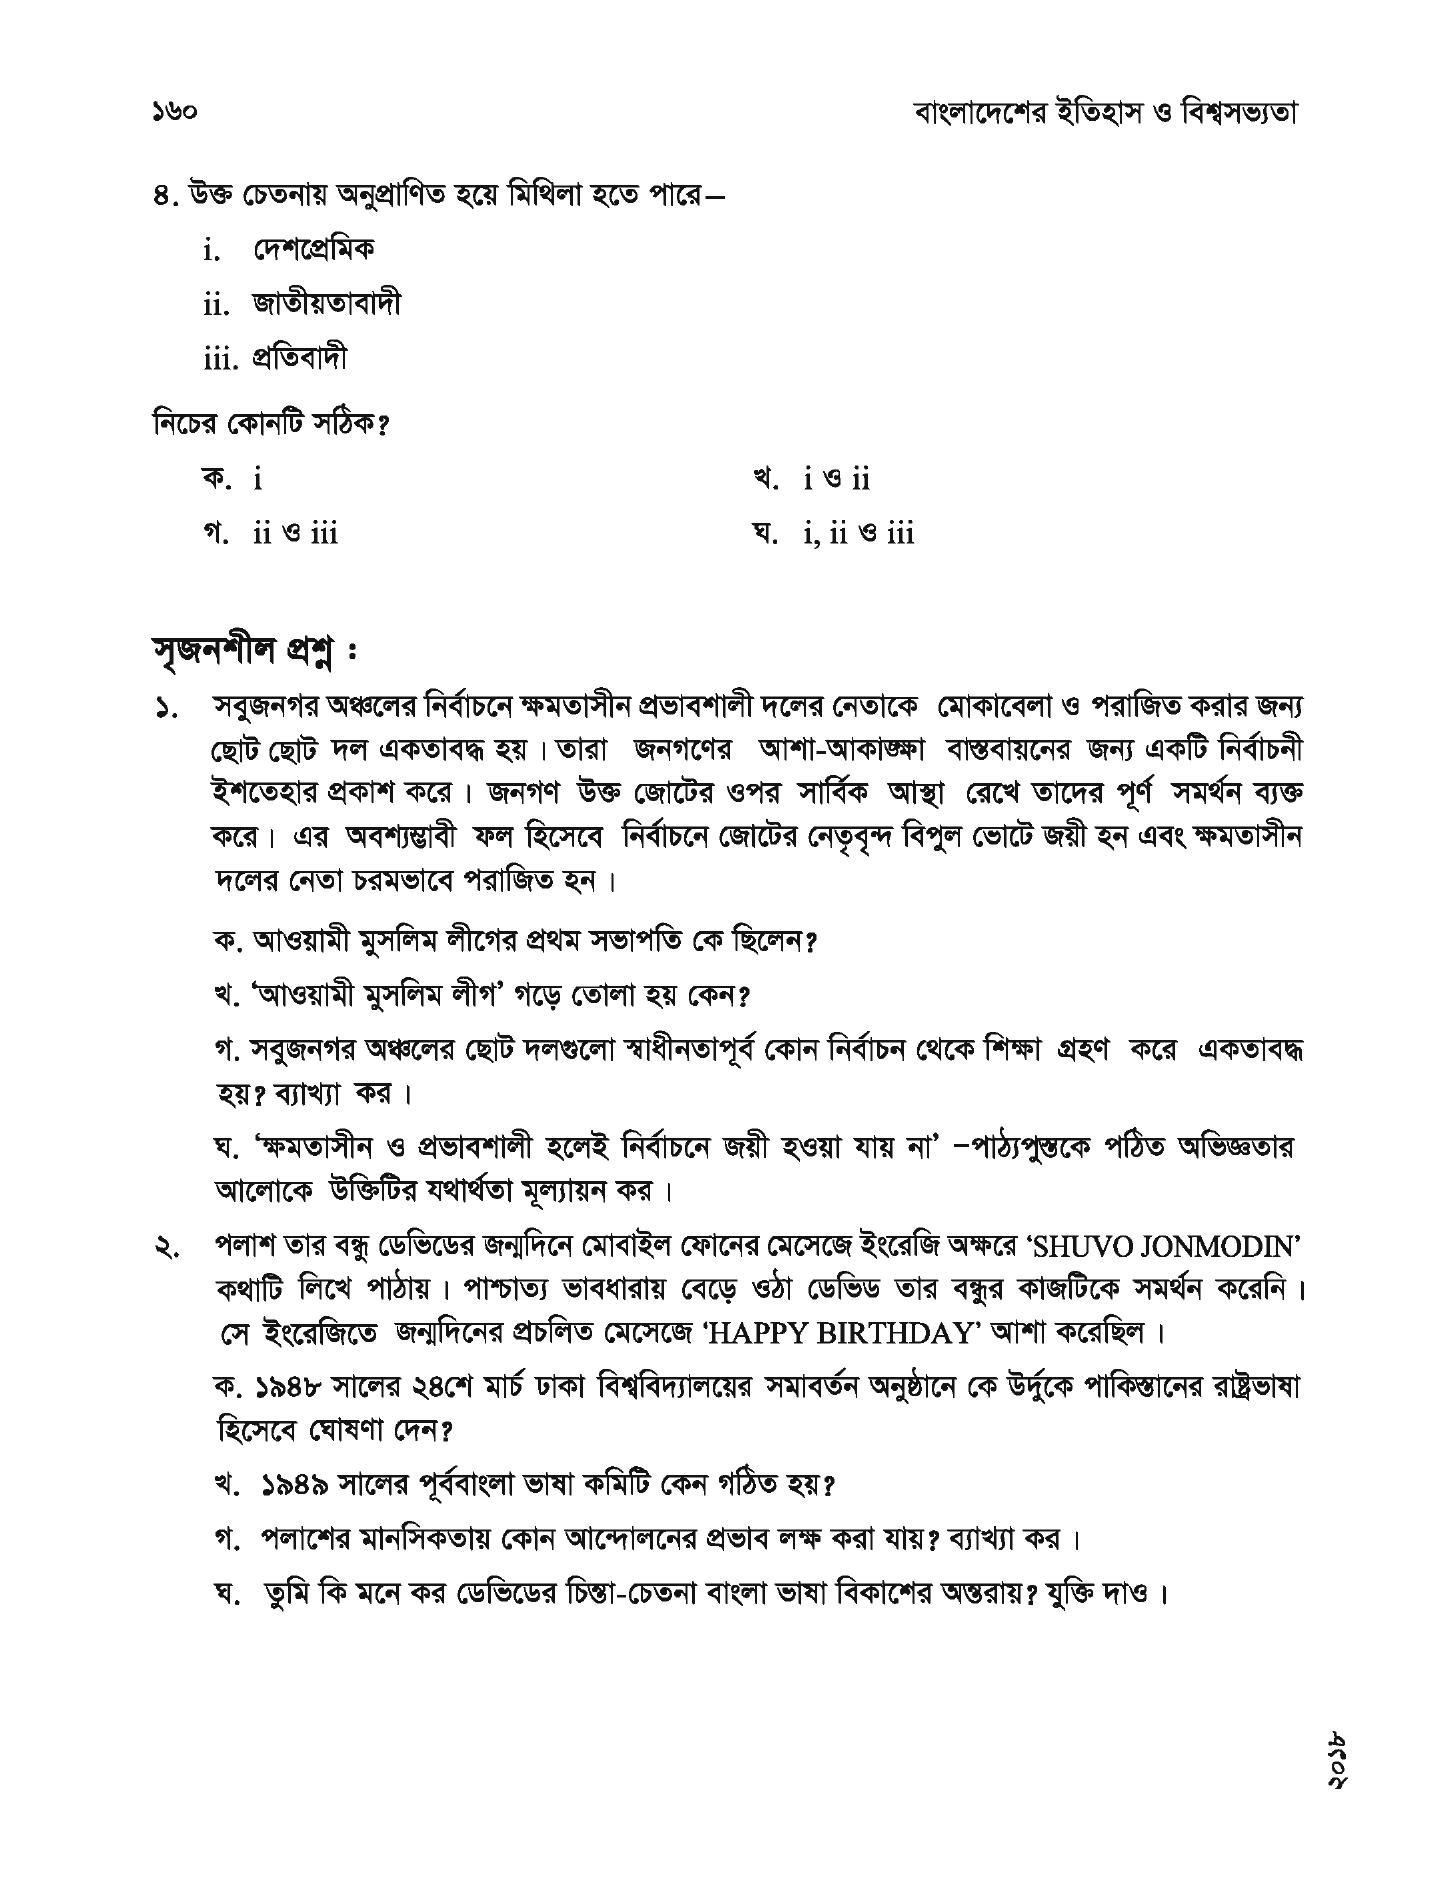 ১৬০ বাংলাদেশের ইতিহাস ও বিশ্বসভ্যতা
৪. উক্ত চেতনায় অনুপ্রাণিত হয়ে মিথিলা হতে পারে–
i. দেশপ্রেমিক
ii. জাতীয়তাবাদী
iii. প্রতিবাদী
নিচের কোনটি সঠিক?
ক. i খ. i ও ii
গ. ii ও iii ঘ. i, ii ও iii
সৃজনশীল প্রশ্ন :
১. সবুজনগর অঞ্চলের নির্বাচনে ক্ষমতাসীন প্রভাবশালী দলের নেতাকে মোকাবেলা ও পরাজিত করার জন্য
ছোট ছোট দল একতাবদ্ধ হয়। তারা জনগণের আশা-আকাঙ্ক্ষা বাস্তবায়নের জন্য একটি নির্বাচনী
ইশতেহার প্রকাশ করে। জনগণ উক্ত জোটের ওপর সার্বিক আস্থা রেখে তাদের পূর্ণ সমর্থন ব্যক্ত
করে। এর অবশ্যম্ভাবী ফল হিসেবে নির্বাচনে জোটের নেতৃবৃন্দ বিপুল ভোটে জয়ী হন এবং ক্ষমতাসীন
দলের নেতা চরমভাবে পরাজিত হন।
ক. আওয়ামী মুসলিম লীগের প্রথম সভাপতি কে ছিলেন?
খ. ‘আওয়ামী মুসলিম লীগ’ গড়ে তোলা হয় কেন?
গ. সবুজনগর অঞ্চলের ছোট দলগুলো স্বাধীনতাপূর্ব কোন নির্বাচন থেকে শিক্ষা গ্রহণ করে একতাবদ্ধ
হয়? ব্যাখ্যা কর।
ঘ. ‘ক্ষমতাসীন ও প্রভাবশালী হলেই নির্বাচনে জয়ী হওয়া যায় না’ –পাঠ্যপুস্তকে পঠিত অভিজ্ঞতার
আলোকে উক্তিটির যথার্থতা মূল্যায়ন কর।
২. পলাশ তার বন্ধু ডেভিডের জন্মদিনে মোবাইল ফোনের মেসেজে ইংরেজি অক্ষরে ‘SHUVO JONMODIN’
কথাটি লিখে পাঠায়। পাশ্চাত্য ভাবধারায় বেড়ে ওঠা ডেভিড তার বন্ধুর কাজটিকে সমর্থন করেনি।
সে ইংরেজিতে জন্মদিনের প্রচলিত মেসেজে ‘HAPPY BIRTHDAY’ আশা করেছিল।
ক. ১৯৪৮ সালের ২৪শে মার্চ ঢাকা বিশ্ববিদ্যালয়ের সমাবর্তন অনুষ্ঠানে কে উর্দুকে পাকিস্তানের রাষ্ট্রভাষা
হিসেবে ঘোষণা দেন?
খ. ১৯৪৯ সালের পূর্ববাংলা ভাষা কমিটি কেন গঠিত হয়?
গ. পলাশের মানসিকতায় কোন আন্দোলনের প্রভাব লক্ষ করা যায়? ব্যাখ্যা কর।
ঘ. তুমি কি মনে কর ডেভিডের চিন্তা-চেতনা বাংলা ভাষা বিকাশের অন্তরায়? যুক্তি দাও।
২০১৮